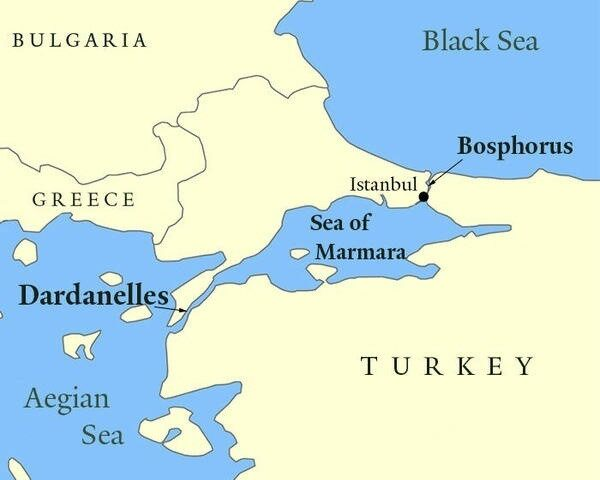 BULGARIA
Black Sea
Bosphorus
Istanbul
GREECE
Sea of
Marmara
Dardanelles
TURKEY
Aegian
Sea